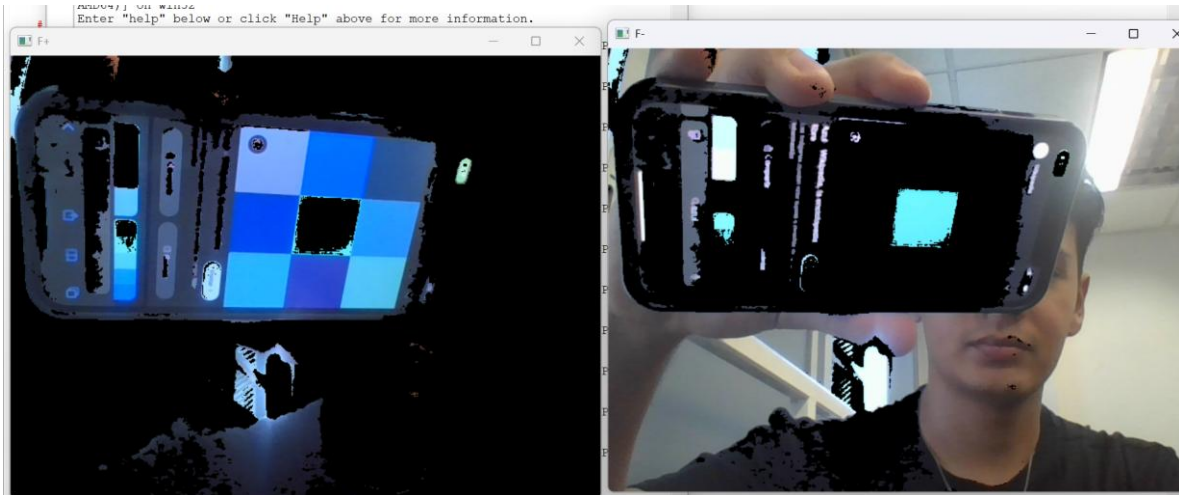 AMD64)] on win32
Enter "help" below or click "Help" above for more information.
F+
F-
P
P
P
P
P
P
P
P
P
P
P